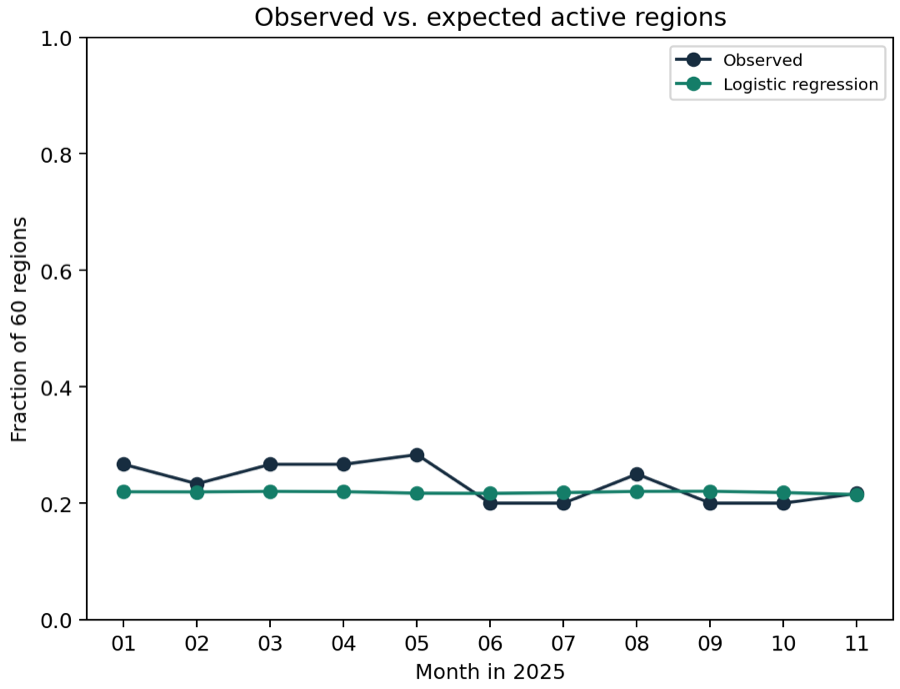 Observed vs. expected active regions
1.0
Observed
Logistic regression
0.8
0.6
0.4
0.2
0.0
Fraction of 60 regions
01 02 03 04 05 06 07 08 09 10 11
Month in 2025